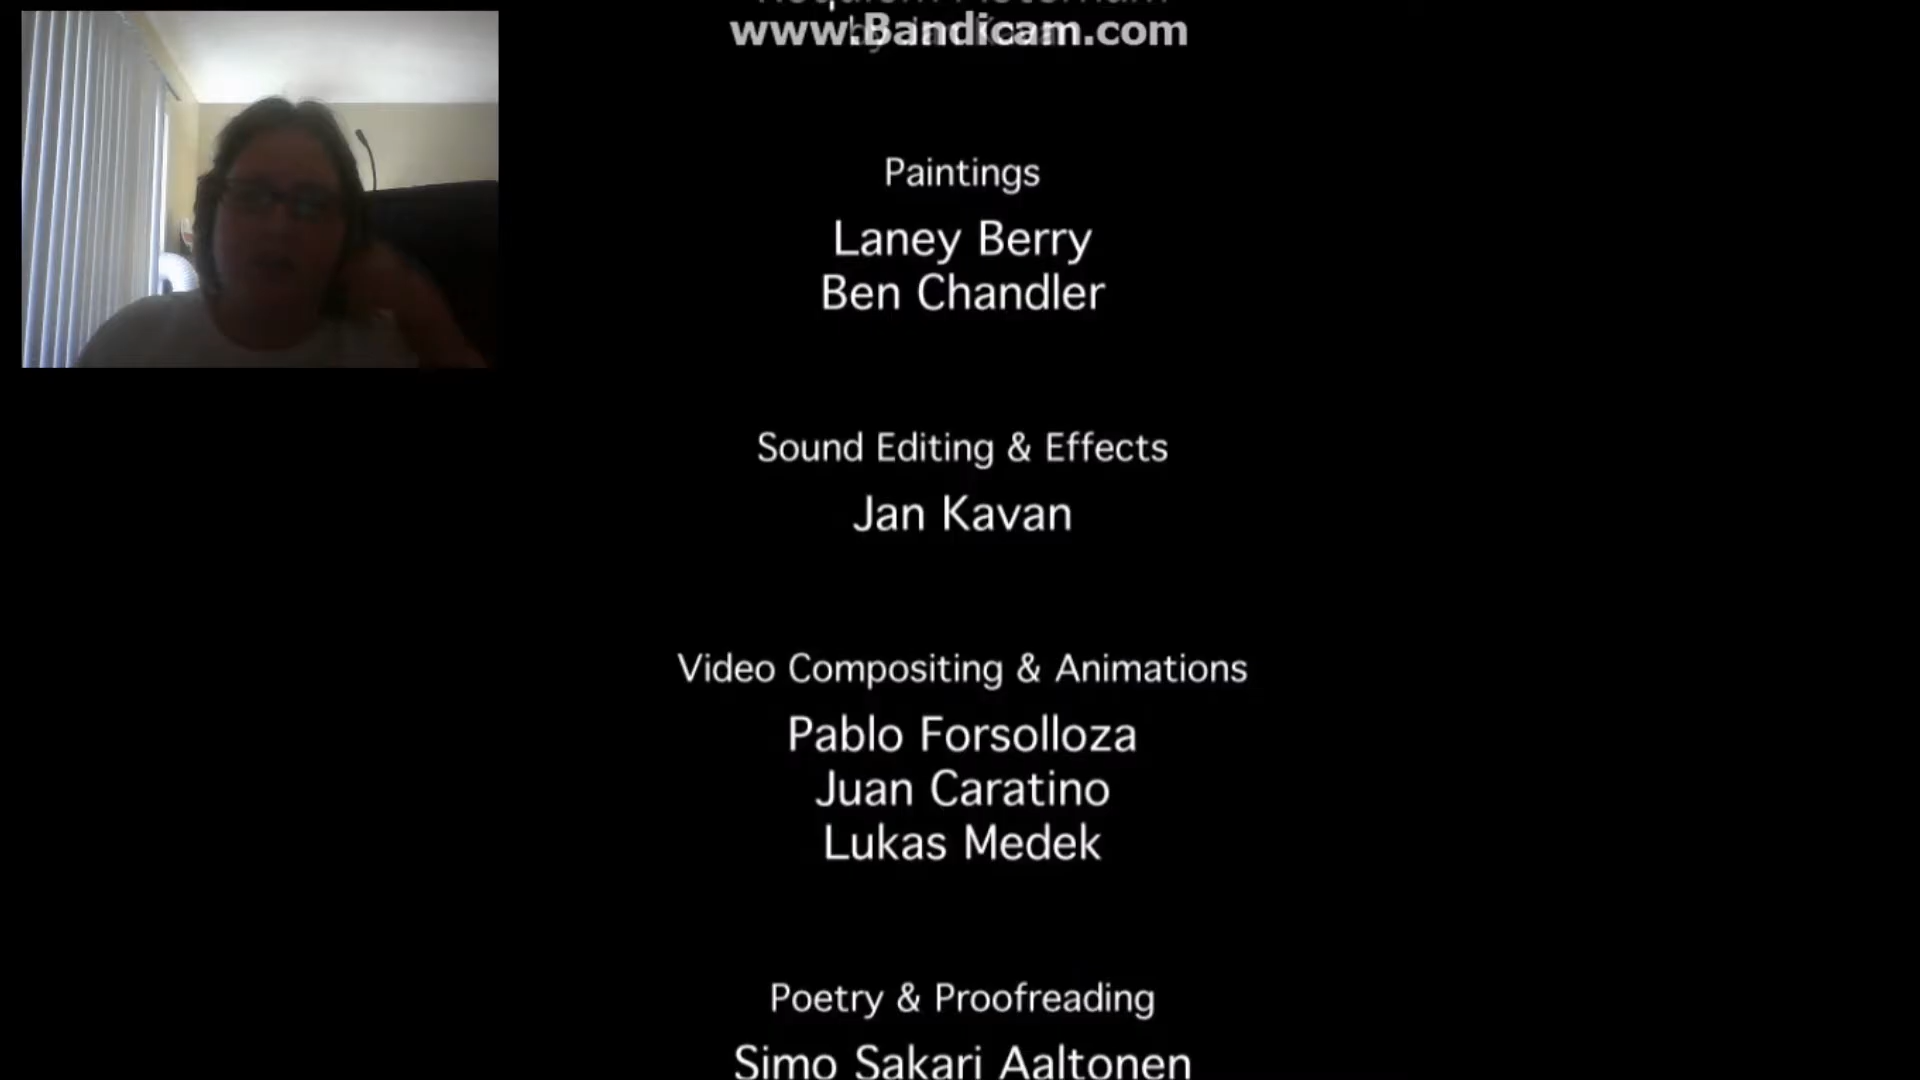 www.Bandicam.com
Paintings
Laney Berry
Ben Chandler
Sound Editing & Effects
Jan Kavan
Video Compositing & Animations
Pablo Forsolloza
Juan Caratino
Lukas Medek
Poetry & Proofreading
Simo Sakari Aaltonen